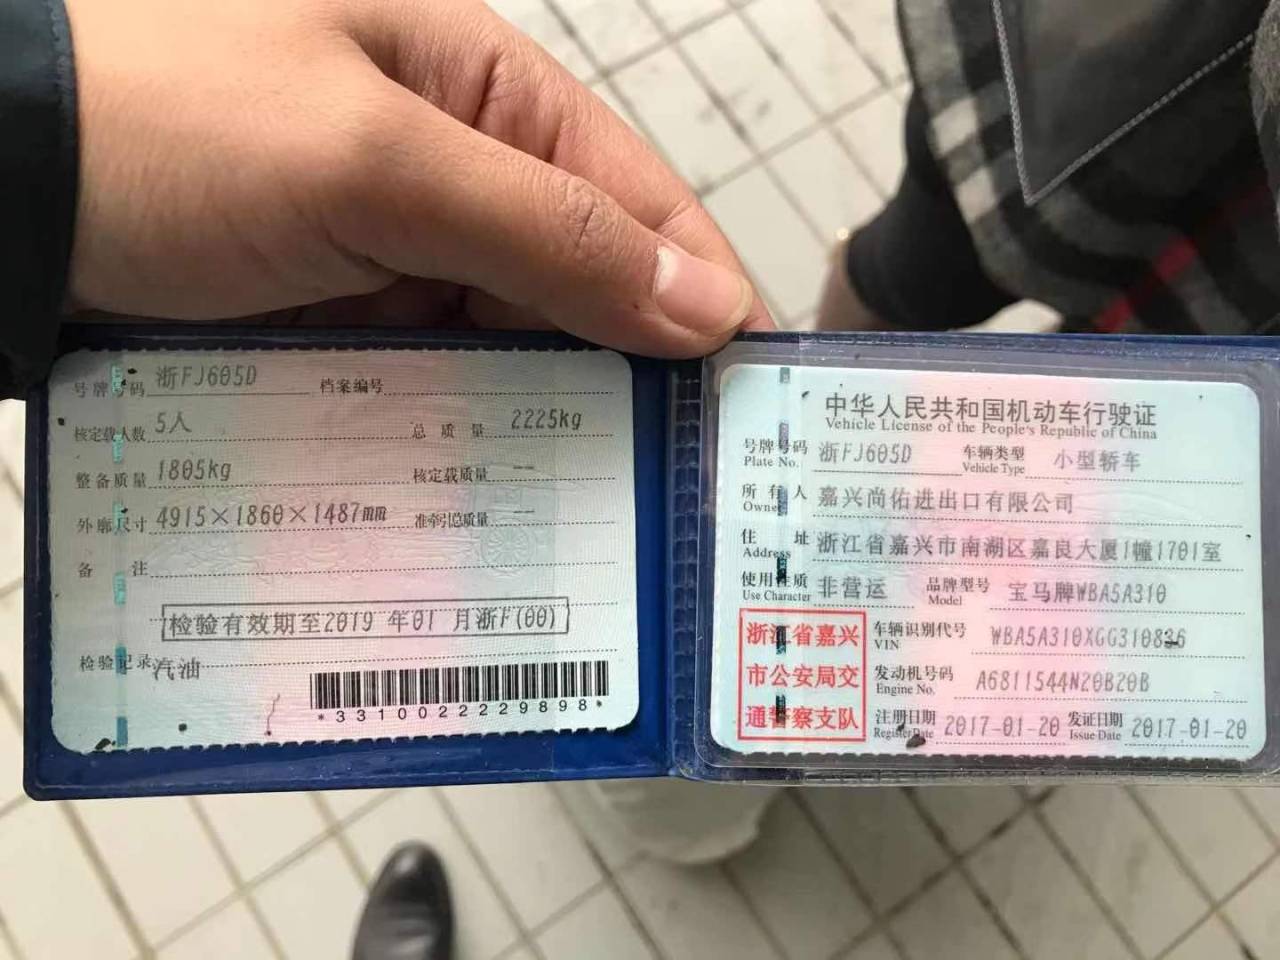 号牌号码 浙FJ605D 档案编号
核定载人数 5人 总质量 2225kg
整备质量 1805kg 核定载质量 --
外廓尺寸 4915×1860×1487mm 准牵引总质量 --
备注
检验有效期至2019 年01 月浙F(00)
检验记录 汽油
*3310022229898*
中华人民共和国机动车行驶证
Vehicle License of the People's Republic of China
号牌号码 浙FJ605D 车辆类型 小型轿车
Plate No. Vehicle Type
所有人 嘉兴尚佑进出口有限公司
Owner
住址 浙江省嘉兴市南湖区嘉良大厦1幢1701室
Address
使用性质 非营运 品牌型号 宝马牌WBA5A310
Use Character Model
浙江省嘉兴
市公安局交
通警察支队
车辆识别代号 WBA5A310XGG310836
VIN
发动机号码 A6811544N20B20B
Engine No.
注册日期 2017-01-20 发证日期 2017-01-20
Register Date Issue Date